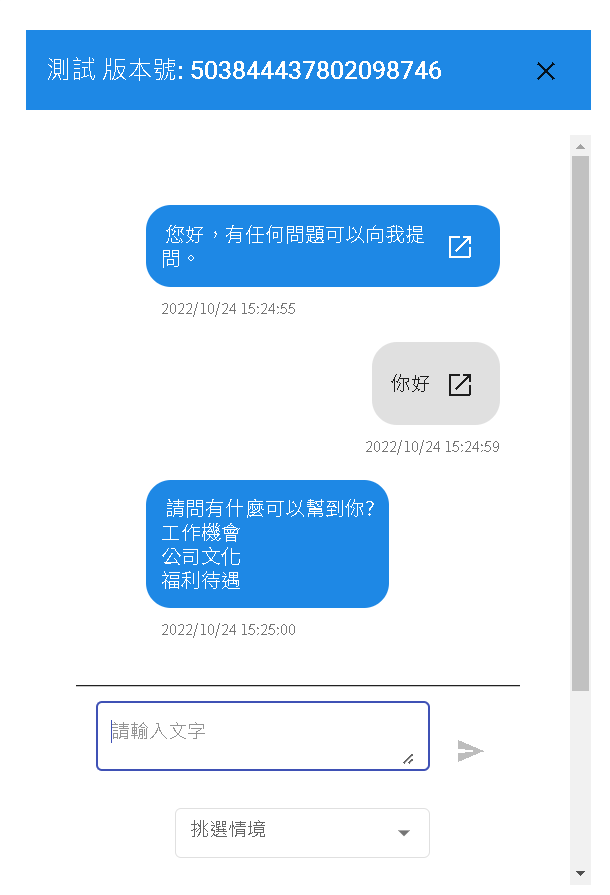 測試 版本號: 503844437802098746
您好，有任何問題可以向我提
問。
2022/10/24 15:24:55
你好
2022/10/24 15:24:59
請問有什麼可以幫到你?
工作機會
公司文化
福利待遇
2022/10/24 15:25:00
請輸入文字
挑選情境